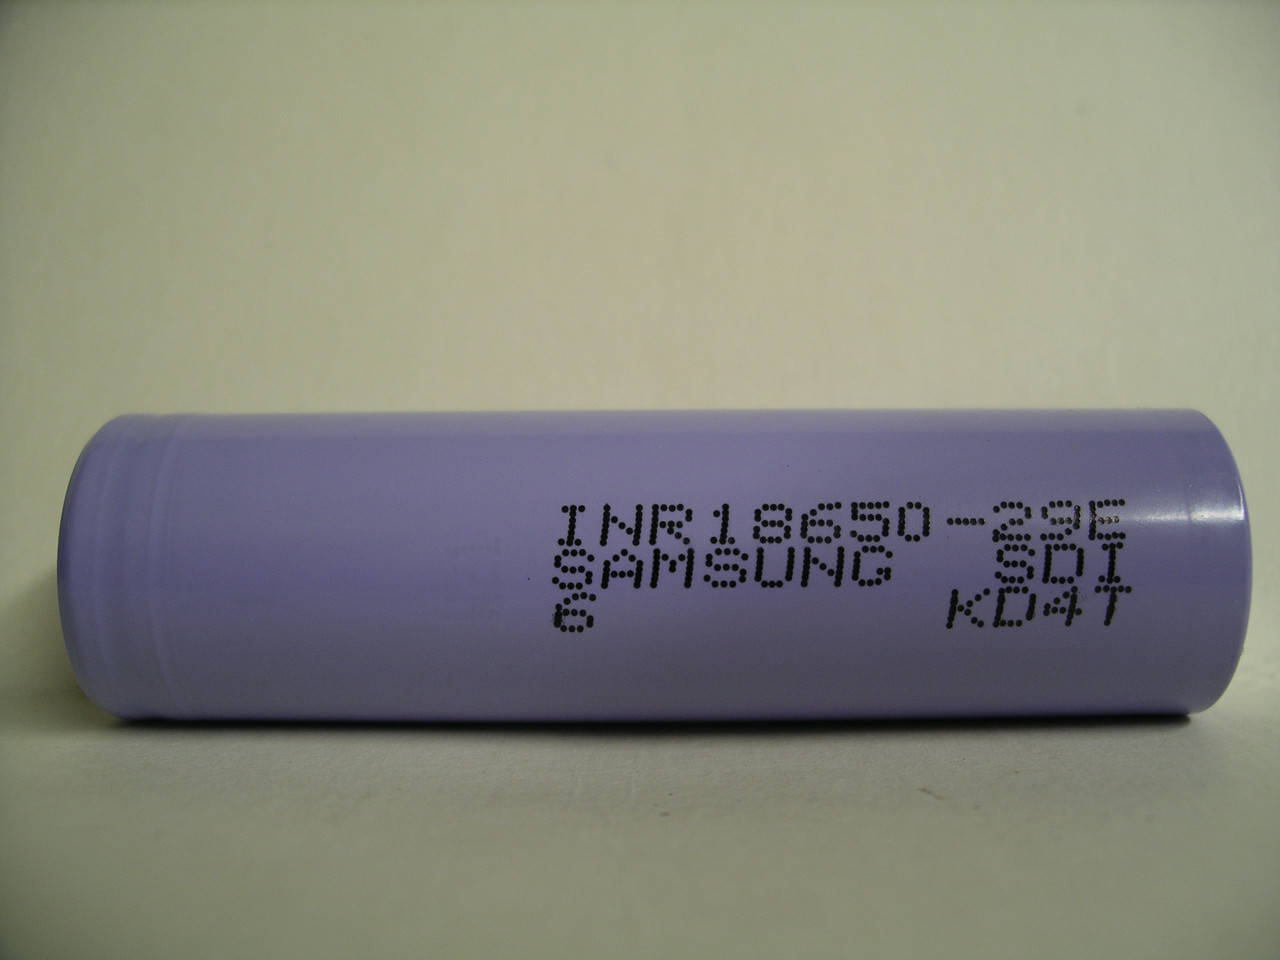 INR18650-29E
SAMSUNG SDI
6 KD4T